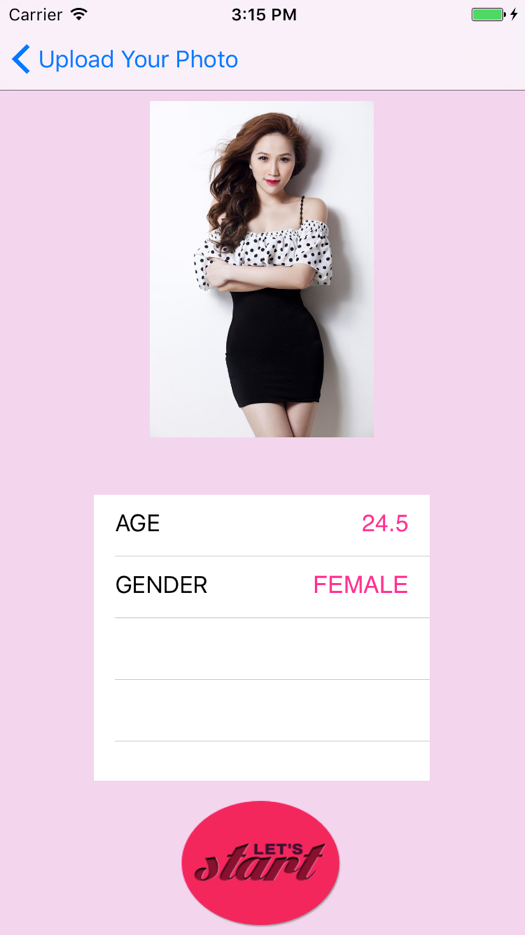 Carrier 3:15 PM
Upload Your Photo
AGE 24.5
GENDER FEMALE
LET'S
start